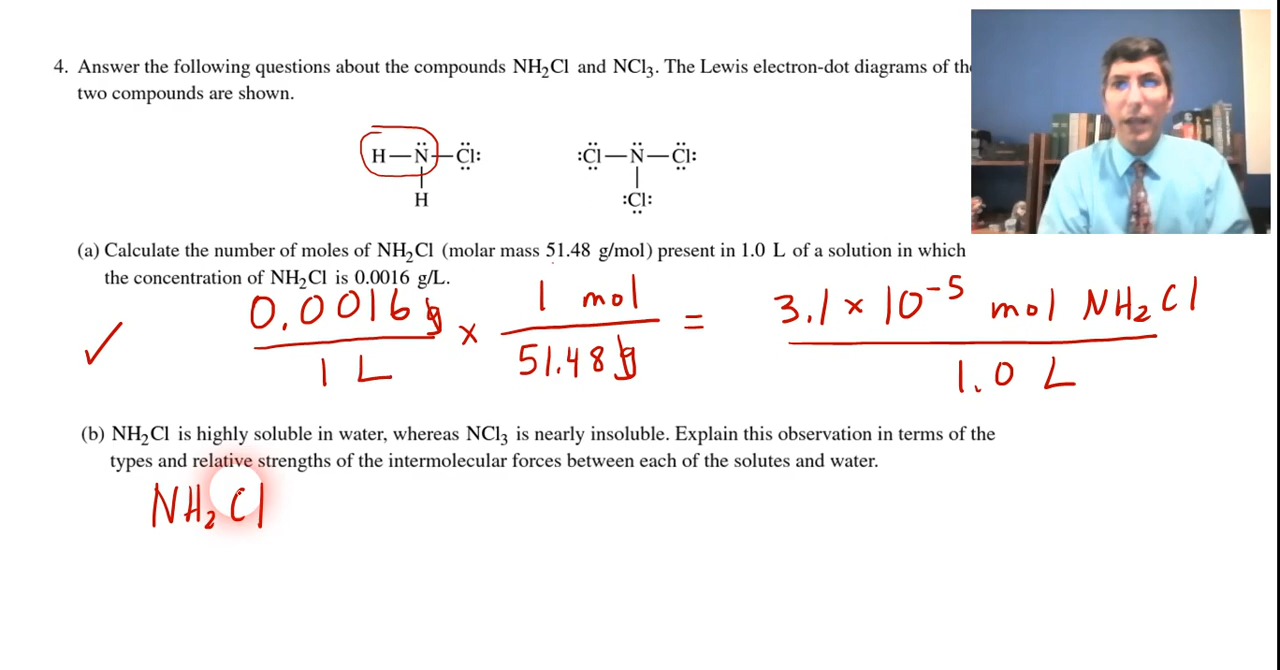 4. Answer the following questions about the compounds NH₂Cl and NCl₃. The Lewis electron-dot diagrams of th
two compounds are shown.
H—N̈—C̈l: :C̈l—N̈—C̈l:
H :Cl:
(a) Calculate the number of moles of NH₂Cl (molar mass 51.48 g/mol) present in 1.0 L of a solution in which
the concentration of NH₂Cl is 0.0016 g/L.
0.0016 g / 1 L × 1 mol / 51.48 g = 3.1 × 10⁻⁵ mol NH₂Cl / 1.0 L
(b) NH₂Cl is highly soluble in water, whereas NCl₃ is nearly insoluble. Explain this observation in terms of the
types and relative strengths of the intermolecular forces between each of the solutes and water.
NH₂Cl